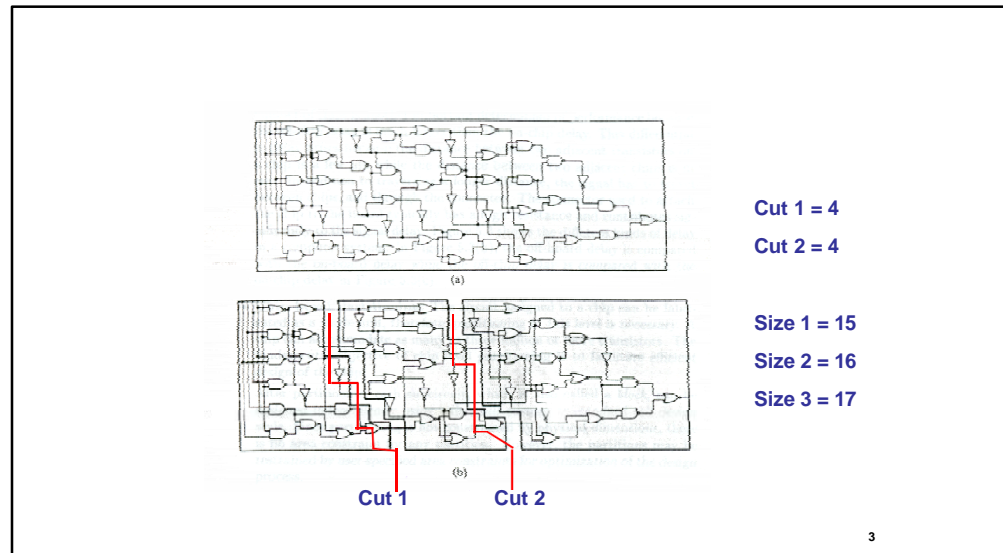 (a)
Cut 1 = 4
Cut 2 = 4
Size 1 = 15
Size 2 = 16
Size 3 = 17
(b)
Cut 1
Cut 2
3